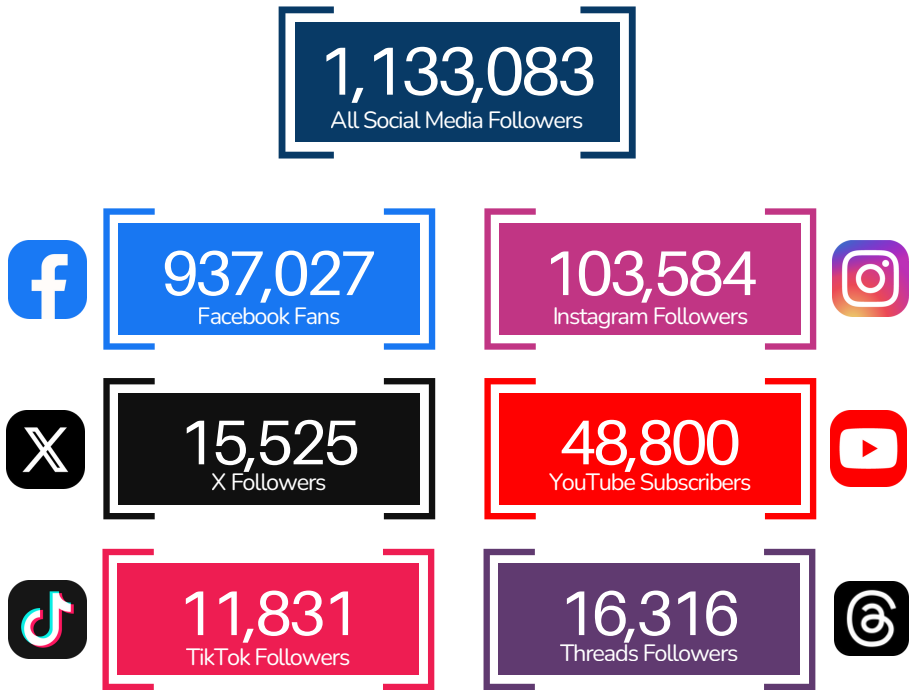 1,133,083
All Social Media Followers
937,027
Facebook Fans
103,584
Instagram Followers
15,525
X Followers
48,800
YouTube Subscribers
11,831
TikTok Followers
16,316
Threads Followers